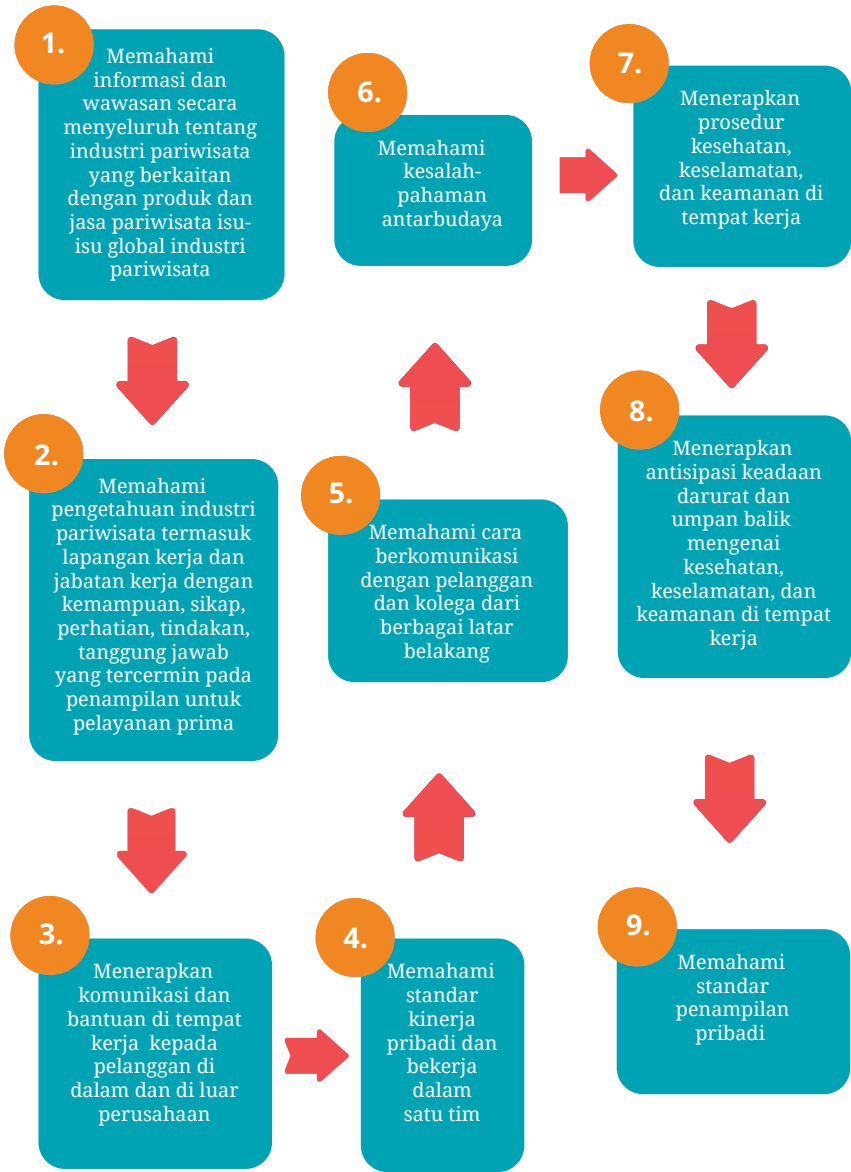 1.
Memahami
informasi dan
wawasan secara
menyeluruh tentang
industri pariwisata
yang berkaitan
dengan produk dan
jasa pariwisata isu-
isu global industri
pariwisata
2.
Memahami
pengetahuan industri
pariwisata termasuk
lapangan kerja dan
jabatan kerja dengan
kemampuan, sikap,
perhatian, tindakan,
tanggung jawab
yang tercermin pada
penampilan untuk
pelayanan prima
3.
Menerapkan
komunikasi dan
bantuan di tempat
kerja kepada
pelanggan di
dalam dan di luar
perusahaan
4.
Memahami
standar
kinerja
pribadi dan
bekerja
dalam
satu tim
5.
Memahami cara
berkomunikasi
dengan pelanggan
dan kolega dari
berbagai latar
belakang
6.
Memahami
kesalah-
pahaman
antarbudaya
7.
Menerapkan
prosedur
kesehatan,
keselamatan,
dan keamanan di
tempat kerja
8.
Menerapkan
antisipasi keadaan
darurat dan
umpan balik
mengenai
kesehatan,
keselamatan, dan
keamanan di tempat
kerja
9.
Memahami
standar
penampilan
pribadi